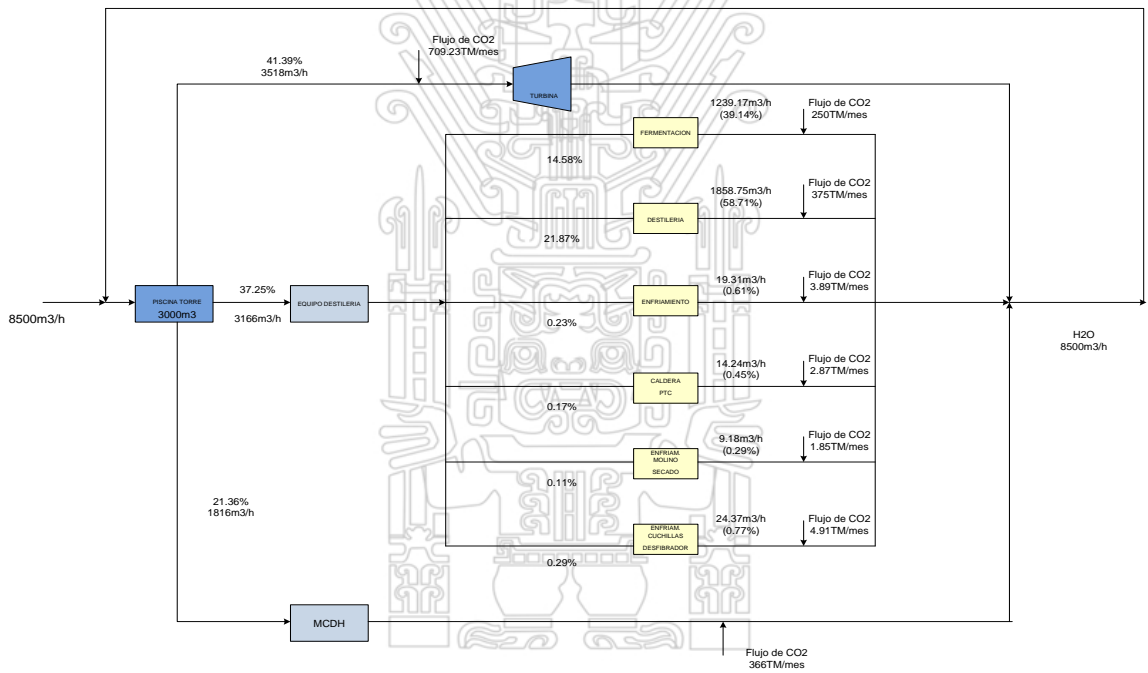 Flujo de CO2
709.23TM/mes
41.39%
3518m3/h
TURBINA
1239.17m3/h
(39.14%)
Flujo de CO2
250TM/mes
FERMENTACION
14.58%
1858.75m3/h
(58.71%)
Flujo de CO2
375TM/mes
DESTILERIA
21.87%
19.31m3/h
(0.61%)
Flujo de CO2
3.89TM/mes
37.25%
PISCINA TORRE
3000m3
EQUIPO DESTILERIA
ENFRIAMIENTO
8500m3/h
3166m3/h
0.23%
H2O
8500m3/h
14.24m3/h
(0.45%)
Flujo de CO2
2.87TM/mes
CALDERA
PTC
0.17%
9.18m3/h
(0.29%)
Flujo de CO2
1.85TM/mes
ENFRIAM.
MOLINO
SECADO
0.11%
21.36%
1816m3/h
24.37m3/h
(0.77%)
Flujo de CO2
4.91TM/mes
ENFRIAM.
CUCHILLAS
DESFIBRADOR
0.29%
MCDH
Flujo de CO2
366TM/mes